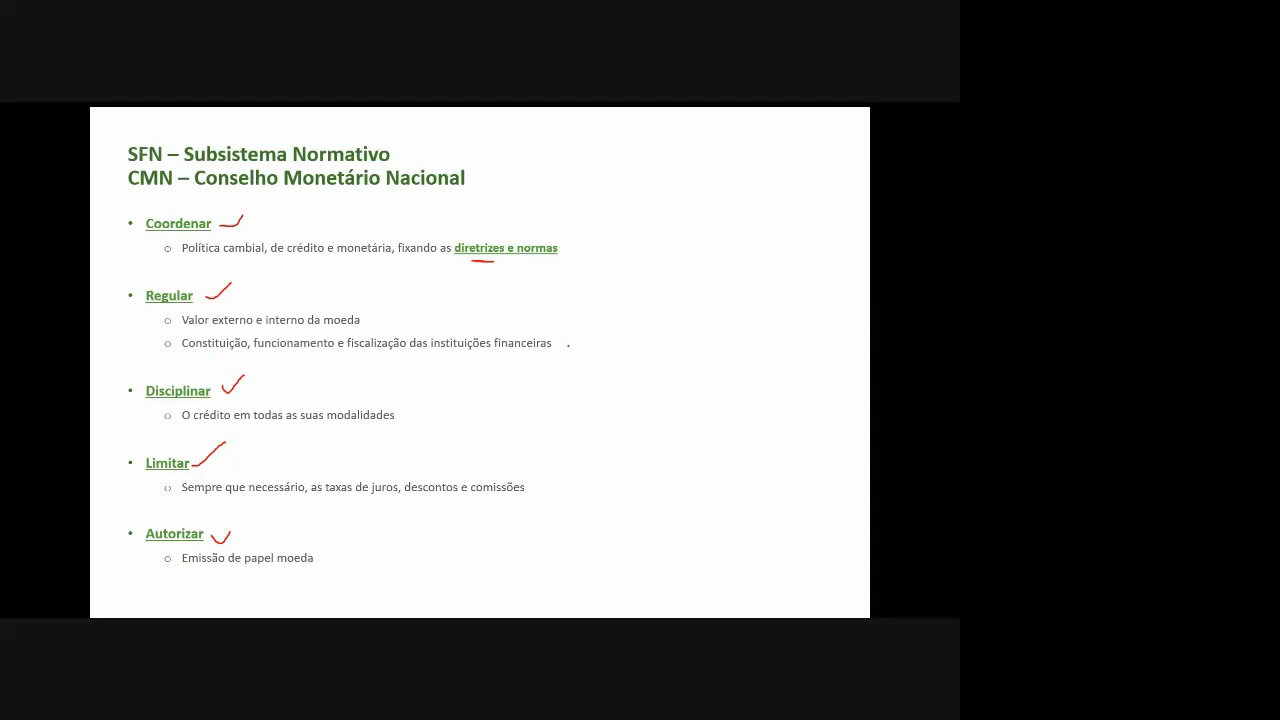 SFN – Subsistema Normativo
CMN – Conselho Monetário Nacional
• Coordenar
o Política cambial, de crédito e monetária, fixando as diretrizes e normas
• Regular
o Valor externo e interno da moeda
o Constituição, funcionamento e fiscalização das instituições financeiras
• Disciplinar
o O crédito em todas as suas modalidades
• Limitar
o Sempre que necessário, as taxas de juros, descontos e comissões
• Autorizar
o Emissão de papel moeda